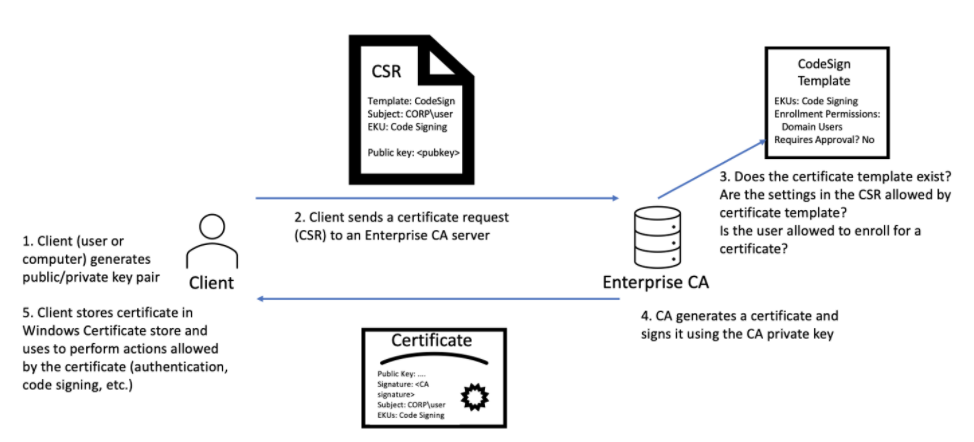 CSR
Template: CodeSign
Subject: CORP\user
EKU: Code Signing
Public key: <pubkey>
CodeSign
Template
EKUs: Code Signing
Enrollment Permissions:
Domain Users
Requires Approval? No
3. Does the certificate template exist?
Are the settings in the CSR allowed by
certificate template?
Is the user allowed to enroll for a
certificate?
2. Client sends a certificate request
(CSR) to an Enterprise CA server
1. Client (user or
computer) generates
public/private key pair
Client
Enterprise CA
5. Client stores certificate in
Windows Certificate store and
uses to perform actions allowed
by the certificate (authentication,
code signing, etc.)
4. CA generates a certificate and
signs it using the CA private key
Certificate
Public Key: ....
Signature: <CA
signature>
Subject: CORP\user
EKUs: Code Signing